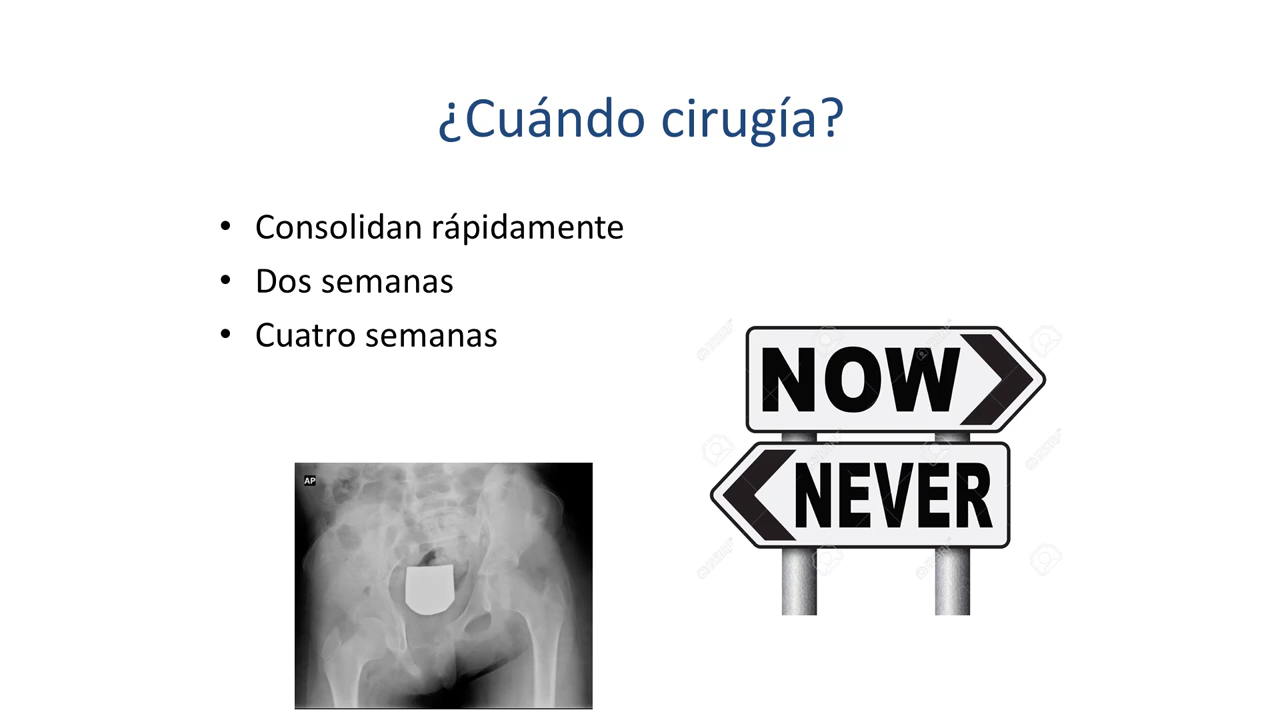 ¿Cuándo cirugía?
• Consolidan rápidamente
• Dos semanas
• Cuatro semanas
NOW
NEVER
AP